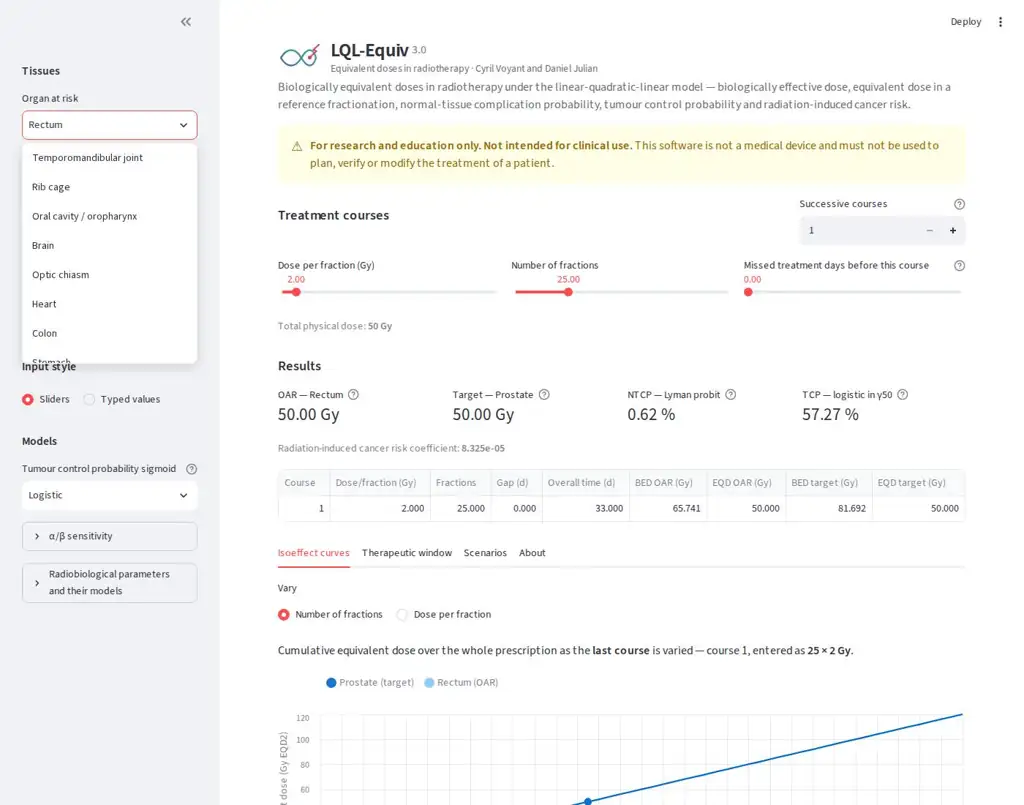 Deploy
Tissues
Organ at risk
Rectum
Temporomandibular joint
Rib cage
Oral cavity / oropharynx
Brain
Optic chiasm
Heart
Colon
Stomach
Input style
Sliders
Typed values
Models
Tumour control probability sigmoid
Logistic
α/β sensitivity
Radiobiological parameters
and their models
LQL-Equiv 3.0
Equivalent doses in radiotherapy · Cyril Voyant and Daniel Julian
Biologically equivalent doses in radiotherapy under the linear-quadratic-linear model — biologically effective dose, equivalent dose in a
reference fractionation, normal-tissue complication probability, tumour control probability and radiation-induced cancer risk.
⚠ For research and education only. Not intended for clinical use. This software is not a medical device and must not be used to
plan, verify or modify the treatment of a patient.
Treatment courses
Successive courses
1 − +
Dose per fraction (Gy) Number of fractions Missed treatment days before this course
2.00 25.00 0.00
Total physical dose: 50 Gy
Results
OAR — Rectum Target — Prostate NTCP — Lyman probit TCP — logistic in γ50
50.00 Gy 50.00 Gy 0.62 % 57.27 %
Radiation-induced cancer risk coefficient: 8.325e-05
Course Dose/fraction (Gy) Fractions Gap (d) Overall time (d) BED OAR (Gy) EQD OAR (Gy) BED target (Gy) EQD target (Gy)
1 2.000 25.000 0.000 33.000 65.741 50.000 81.692 50.000
Isoeffect curves Therapeutic window Scenarios About
Vary
Number of fractions Dose per fraction
Cumulative equivalent dose over the whole prescription as the last course is varied — course 1, entered as 25 × 2 Gy.
Prostate (target) Rectum (OAR)
120
100
80
60
dose (Gy EQD2)